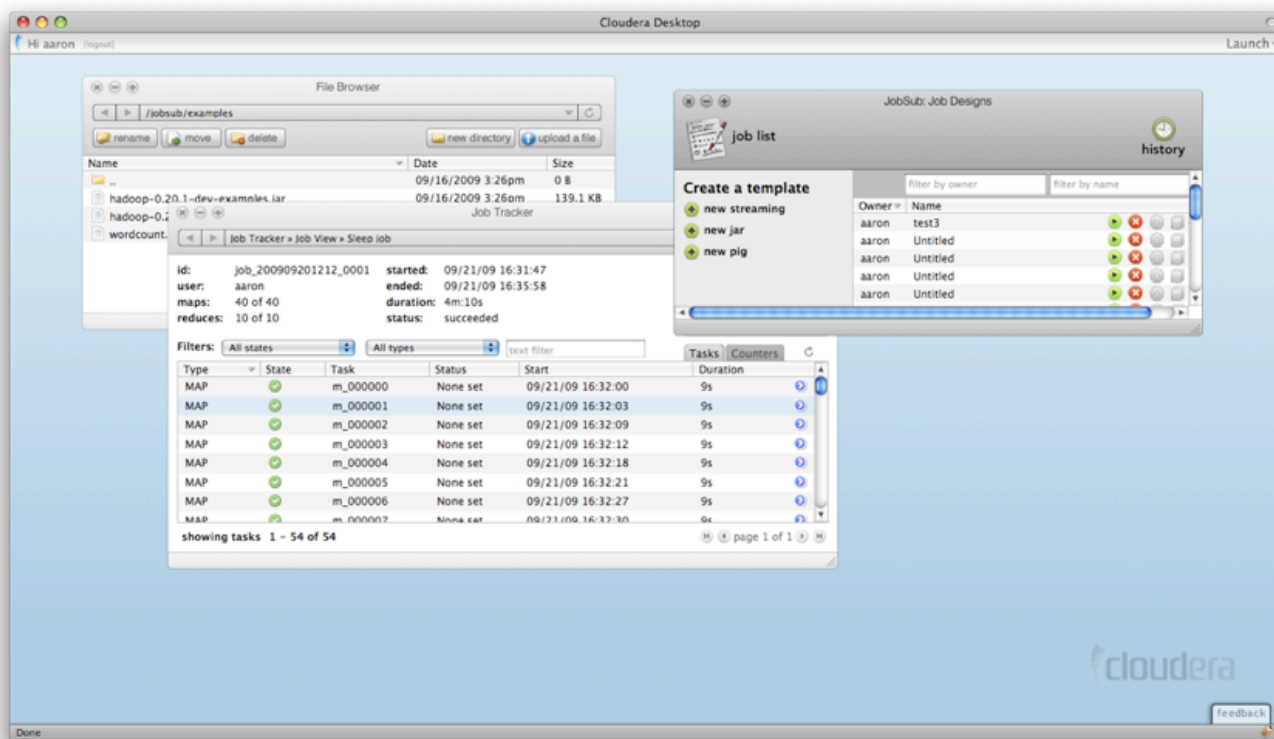 Cloudera Desktop
Hi aaron [logout] Launch
File Browser
/jobsub/examples
rename move delete new directory upload a file
Name Date Size
.. 09/16/2009 3:26pm 0 B
hadoop-0.20.1-dev-examples.jar 09/16/2009 3:26pm 139.1 KB
hadoop-0.2
wordcount.
Job Tracker
Job Tracker » Job View » Sleep job
id: job_200909201212_0001 started: 09/21/09 16:31:47
user: aaron ended: 09/21/09 16:35:58
maps: 40 of 40 duration: 4m:10s
reduces: 10 of 10 status: succeeded
Filters: All states All types text filter Tasks Counters
Type State Task Status Start Duration
MAP m_000000 None set 09/21/09 16:32:00 9s
MAP m_000001 None set 09/21/09 16:32:03 9s
MAP m_000002 None set 09/21/09 16:32:09 9s
MAP m_000003 None set 09/21/09 16:32:12 9s
MAP m_000004 None set 09/21/09 16:32:18 9s
MAP m_000005 None set 09/21/09 16:32:21 9s
MAP m_000006 None set 09/21/09 16:32:27 9s
MAP m_000007 None set 09/21/09 16:32:30 9s
showing tasks 1 - 54 of 54 page 1 of 1
JobSub: Job Designs
job list
history
Create a template
new streaming
new jar
new pig
filter by owner filter by name
Owner Name
aaron test3
aaron Untitled
aaron Untitled
aaron Untitled
aaron Untitled
cloudera
feedback
Done